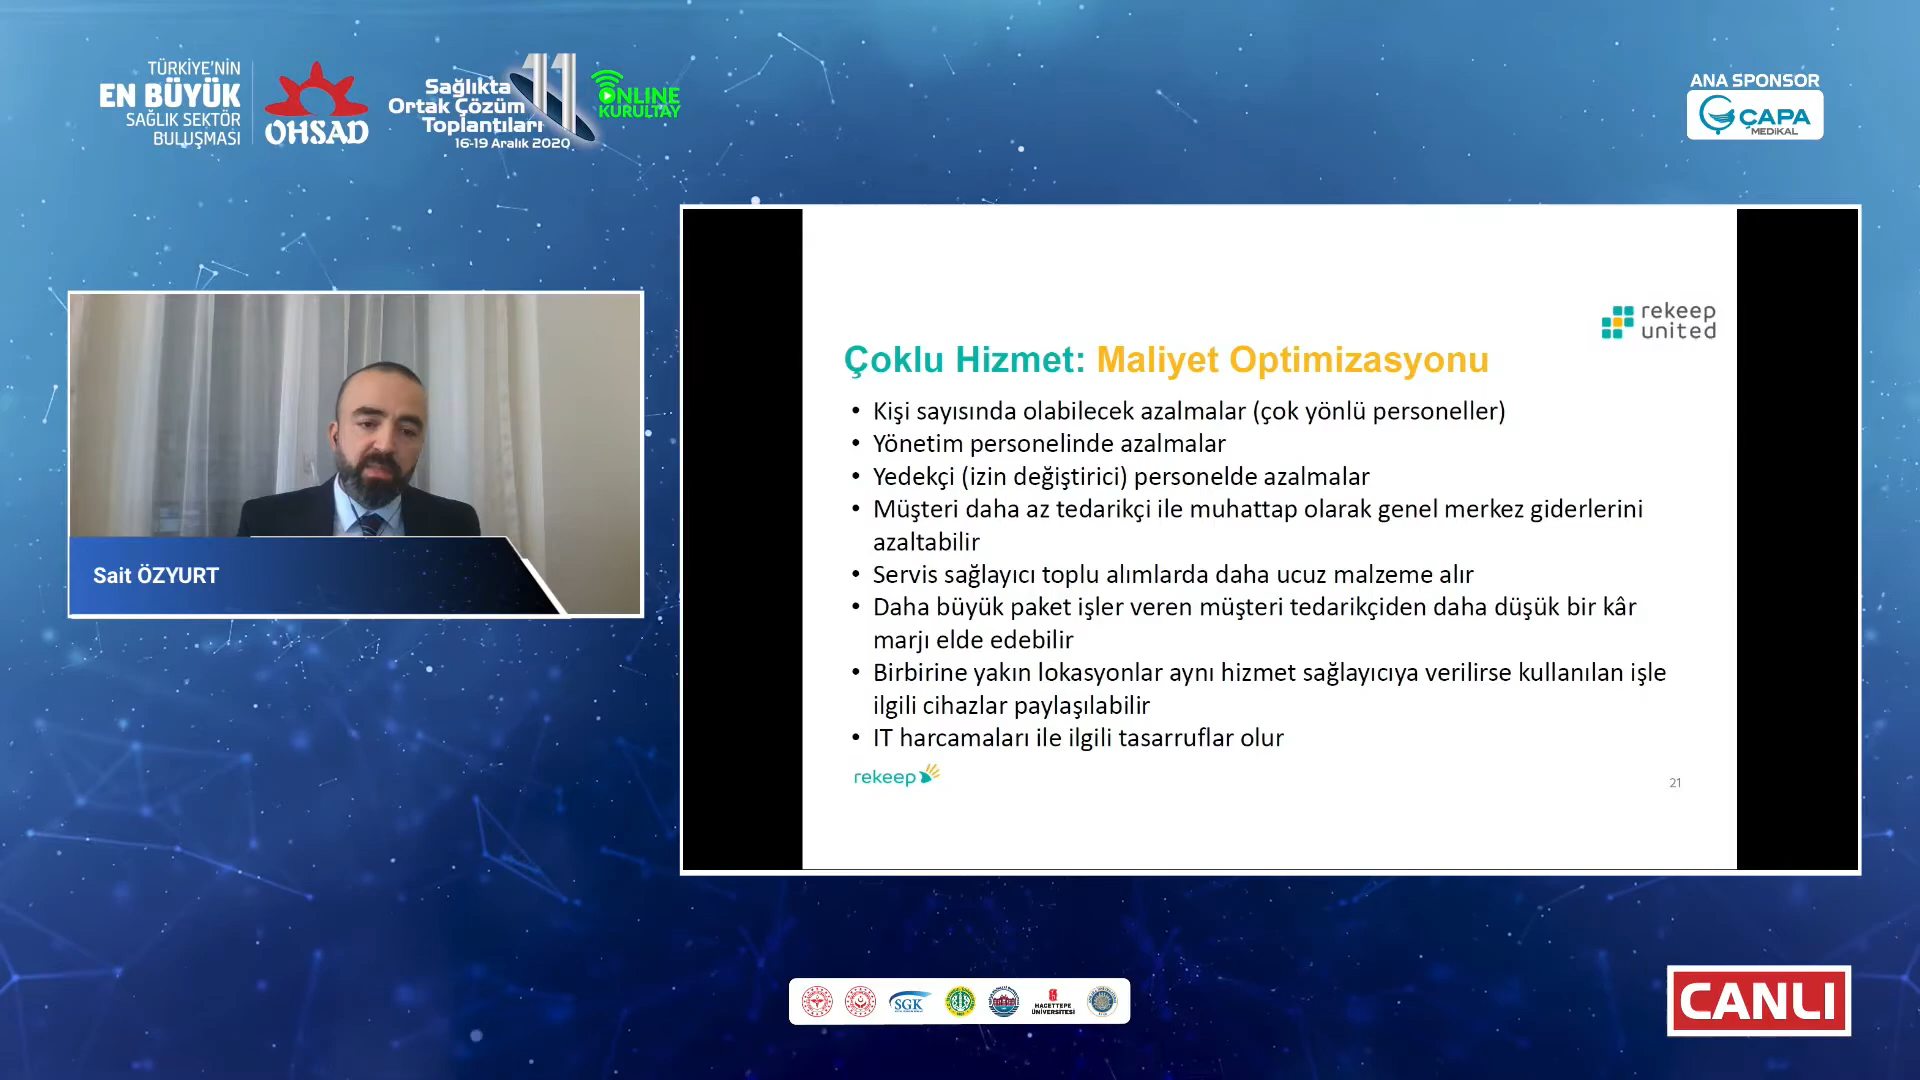 TÜRKİYE'NİN
EN BÜYÜK
SAĞLIK SEKTÖR
BULUŞMASI
OHSAD
Sağlıkta
Ortak Çözüm
Toplantıları
11
16-19 Aralık 2020
ONLINE
KURULTAY
ANA SPONSOR
ÇAPA
MEDİKAL
Sait ÖZYURT
rekeep
united
Çoklu Hizmet: Maliyet Optimizasyonu
• Kişi sayısında olabilecek azalmalar (çok yönlü personeller)
• Yönetim personelinde azalmalar
• Yedekçi (izin değiştirici) personelde azalmalar
• Müşteri daha az tedarikçi ile muhattap olarak genel merkez giderlerini
azaltabilir
• Servis sağlayıcı toplu alımlarda daha ucuz malzeme alır
• Daha büyük paket işler veren müşteri tedarikçiden daha düşük bir kâr
marjı elde edebilir
• Birbirine yakın lokasyonlar aynı hizmet sağlayıcıya verilirse kullanılan işle
ilgili cihazlar paylaşılabilir
• IT harcamaları ile ilgili tasarruflar olur
rekeep
21
SGK
HACETTEPE
ÜNİVERSİTESİ
CANLI